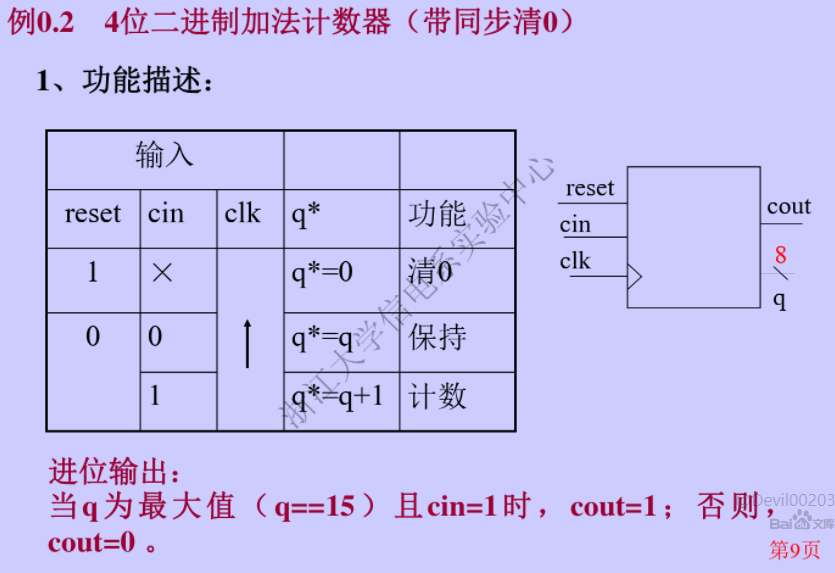 例0.2 4位二进制加法计数器（带同步清0）
1、功能描述：
输入
reset cin clk q* 功能
1 × q*=0 清0
0 0 ↑ q*=q 保持
1 q*=q+1 计数
reset
cin
clk
cout
8
q
浙江大学信电系实验中心
进位输出：
当q为最大值（q==15）且cin=1时，cout=1；否则，
cout=0 。
Devil00203
Bai du 文库
第9页